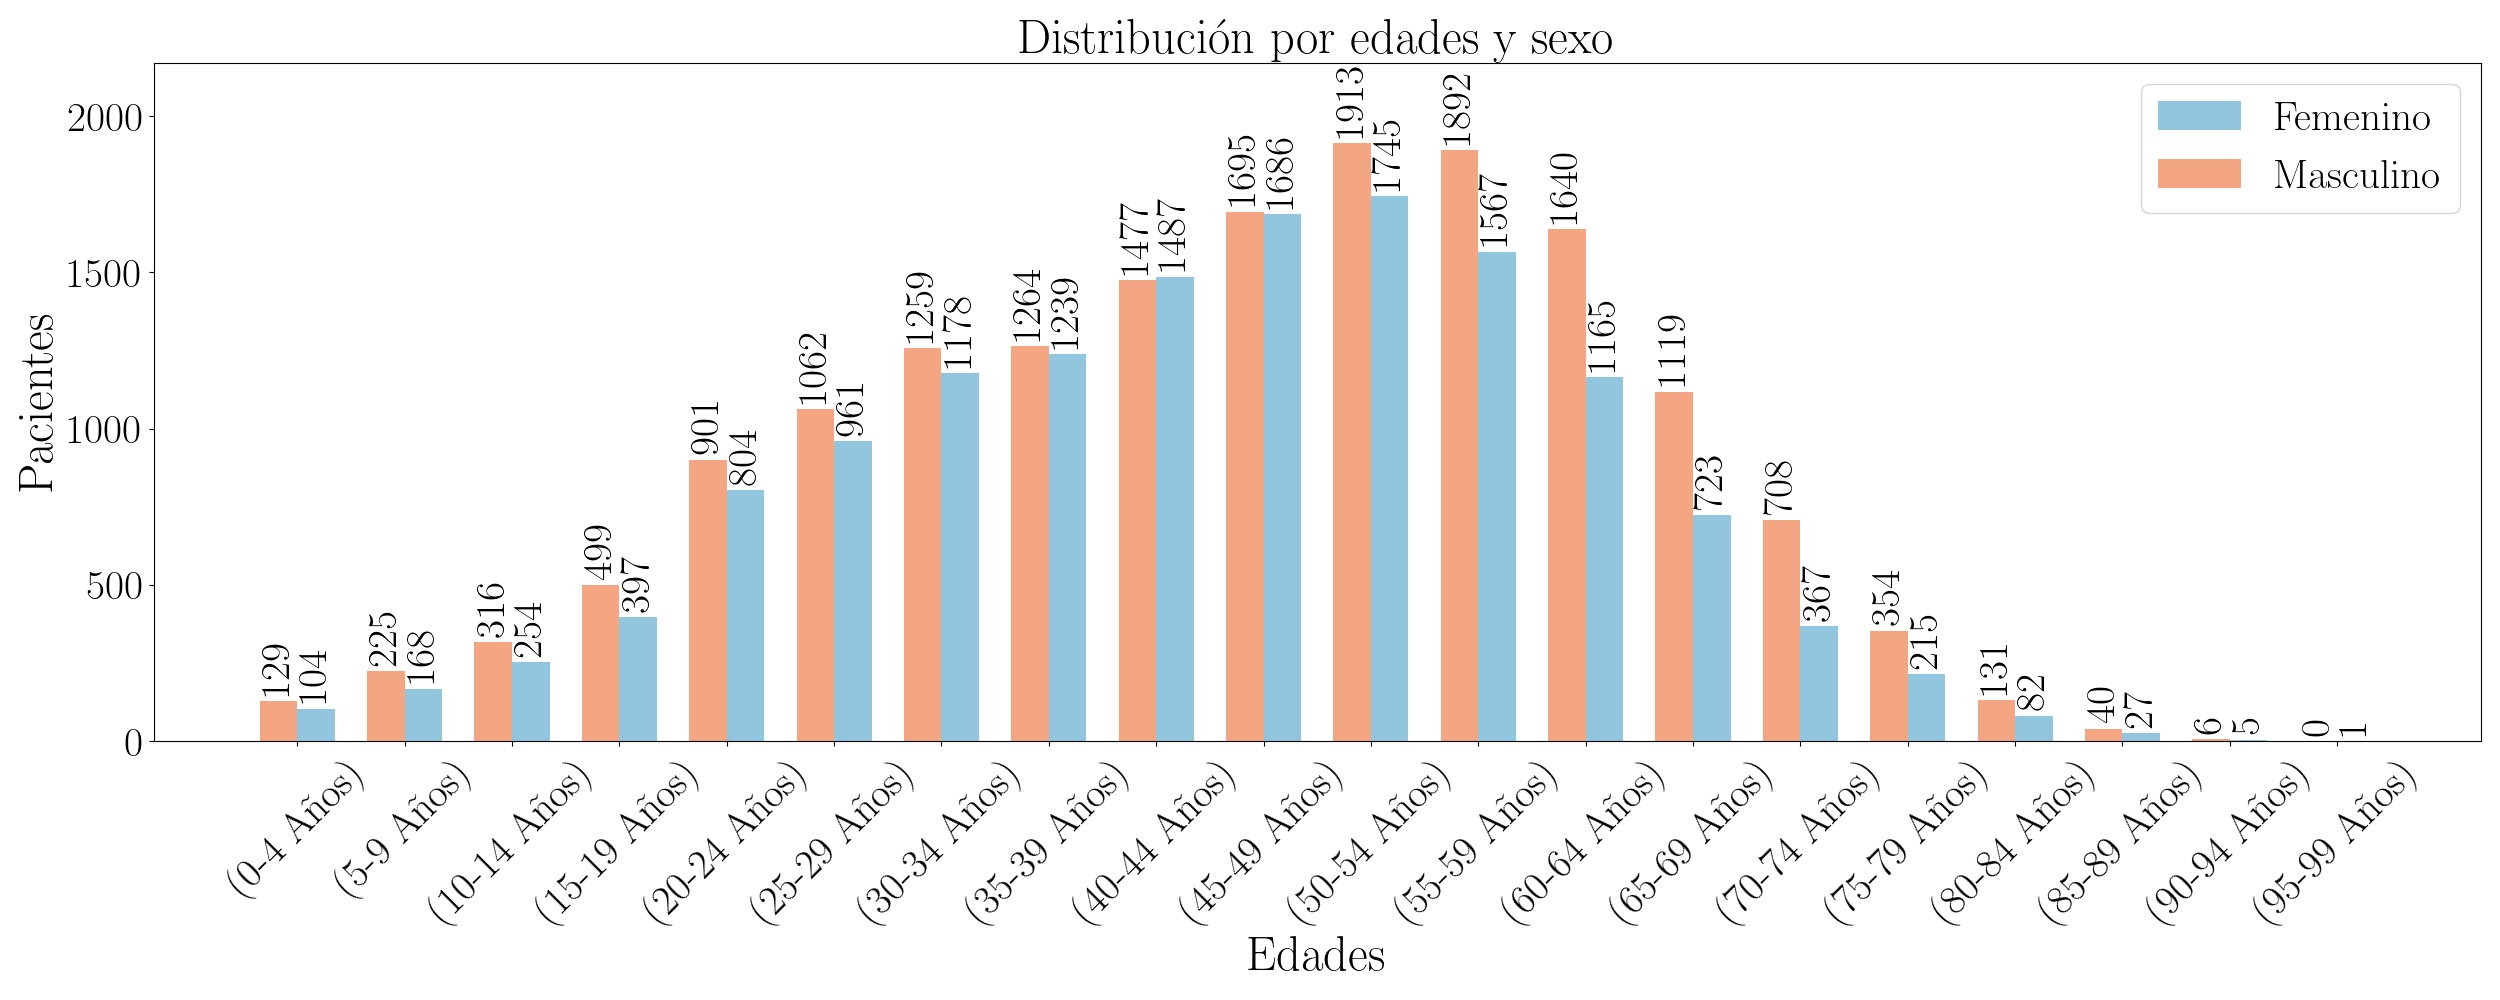 Distribución por edades y sexo
Femenino
Masculino
Pacientes
2000
1500
1000
500
0
129
104
225
168
316
254
499
397
901
804
1062
961
1259
1178
1264
1239
1477
1487
1695
1686
1913
1745
1892
1567
1640
1165
1119
723
708
367
354
215
131
82
40
27
6
5
0
1
(0-4 Años)
(5-9 Años)
(10-14 Años)
(15-19 Años)
(20-24 Años)
(25-29 Años)
(30-34 Años)
(35-39 Años)
(40-44 Años)
(45-49 Años)
(50-54 Años)
(55-59 Años)
(60-64 Años)
(65-69 Años)
(70-74 Años)
(75-79 Años)
(80-84 Años)
(85-89 Años)
(90-94 Años)
(95-99 Años)
Edades